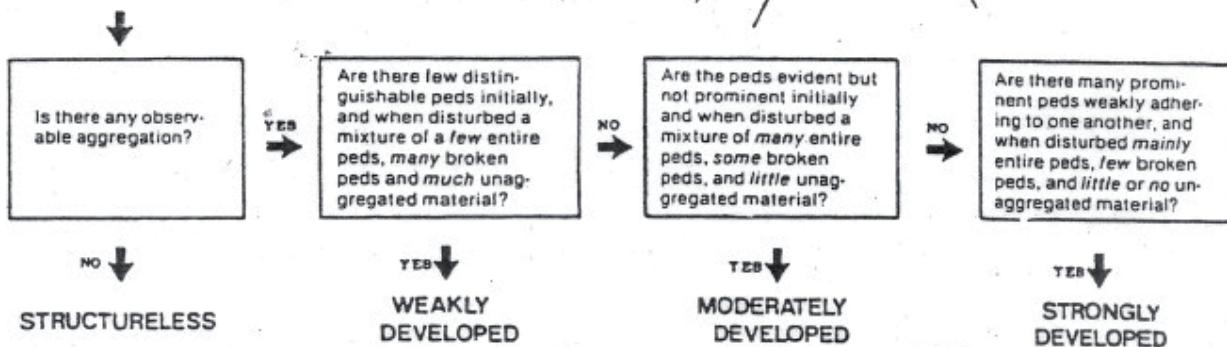 Is there any observ-
able aggregation?
YES
Are there few distin-
guishable peds initially,
and when disturbed a
mixture of a few entire
peds, many broken
peds and much unag-
gregated material?
NO
Are the peds evident but
not prominent initially
and when disturbed a
mixture of many entire
peds, some broken
peds, and little unag-
gregated material?
NO
Are there many promi-
nent peds weakly adher-
ing to one another, and
when disturbed mainly
entire peds, few broken
peds, and little or no un-
aggregated material?
NO
STRUCTURELESS
YES
WEAKLY
DEVELOPED
YES
MODERATELY
DEVELOPED
YES
STRONGLY
DEVELOPED